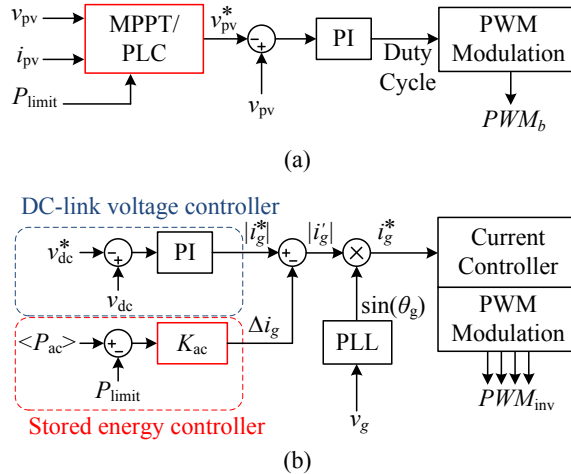 v_pv
i_pv
P_limit
MPPT/
PLC
v*_pv
−
+
v_pv
PI
Duty
Cycle
PWM
Modulation
PWM_b
(a)
DC-link voltage controller
v*_dc
−
+
v_dc
PI
|i*_g|
+
−
|i'_g|
×
i*_g
Current
Controller
PWM
Modulation
PWM_inv
sin(θ_g)
PLL
v_g
<P_ac>
+
−
P_limit
K_ac
Δi_g
Stored energy controller
(b)